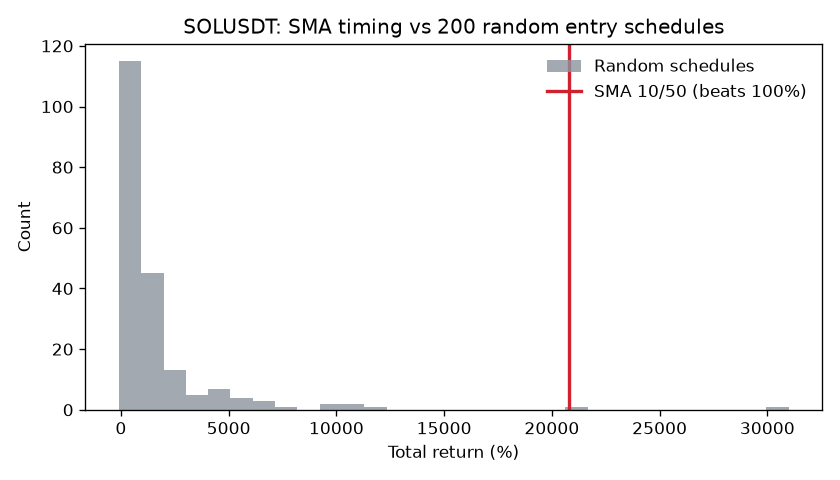 SOLUSDT: SMA timing vs 200 random entry schedules
120
100
80
60
40
20
0
Count
Random schedules
SMA 10/50 (beats 100%)
0 5000 10000 15000 20000 25000 30000
Total return (%)